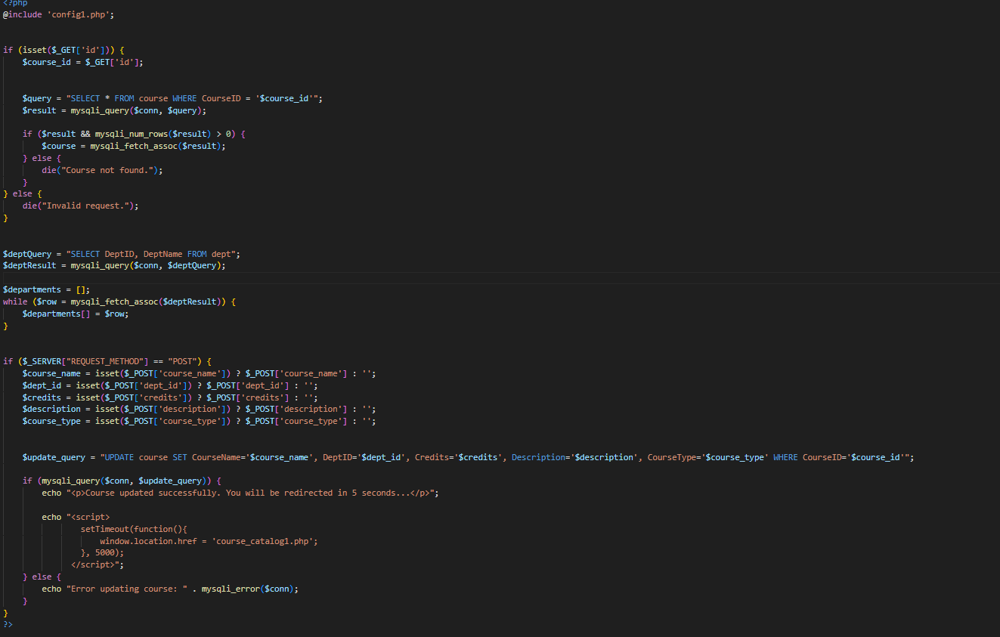 <?php
@include 'config1.php';
if (isset($_GET['id'])) {
$course_id = $_GET['id'];
$query = "SELECT * FROM course WHERE CourseID = '$course_id'";
$result = mysqli_query($conn, $query);
if ($result && mysqli_num_rows($result) > 0) {
$course = mysqli_fetch_assoc($result);
} else {
die("Course not found.");
}
} else {
die("Invalid request.");
}
$deptQuery = "SELECT DeptID, DeptName FROM dept";
$deptResult = mysqli_query($conn, $deptQuery);
$departments = [];
while ($row = mysqli_fetch_assoc($deptResult)) {
$departments[] = $row;
}
if ($_SERVER["REQUEST_METHOD"] == "POST") {
$course_name = isset($_POST['course_name']) ? $_POST['course_name'] : '';
$dept_id = isset($_POST['dept_id']) ? $_POST['dept_id'] : '';
$credits = isset($_POST['credits']) ? $_POST['credits'] : '';
$description = isset($_POST['description']) ? $_POST['description'] : '';
$course_type = isset($_POST['course_type']) ? $_POST['course_type'] : '';
$update_query = "UPDATE course SET CourseName='$course_name', DeptID='$dept_id', Credits='$credits', Description='$description', CourseType='$course_type' WHERE CourseID='$course_id'";
if (mysqli_query($conn, $update_query)) {
echo "<p>Course updated successfully. You will be redirected in 5 seconds...</p>";
echo "<script>
setTimeout(function(){
window.location.href = 'course_catalog1.php';
}, 5000);
</script>";
} else {
echo "Error updating course: " . mysqli_error($conn);
}
}
?>